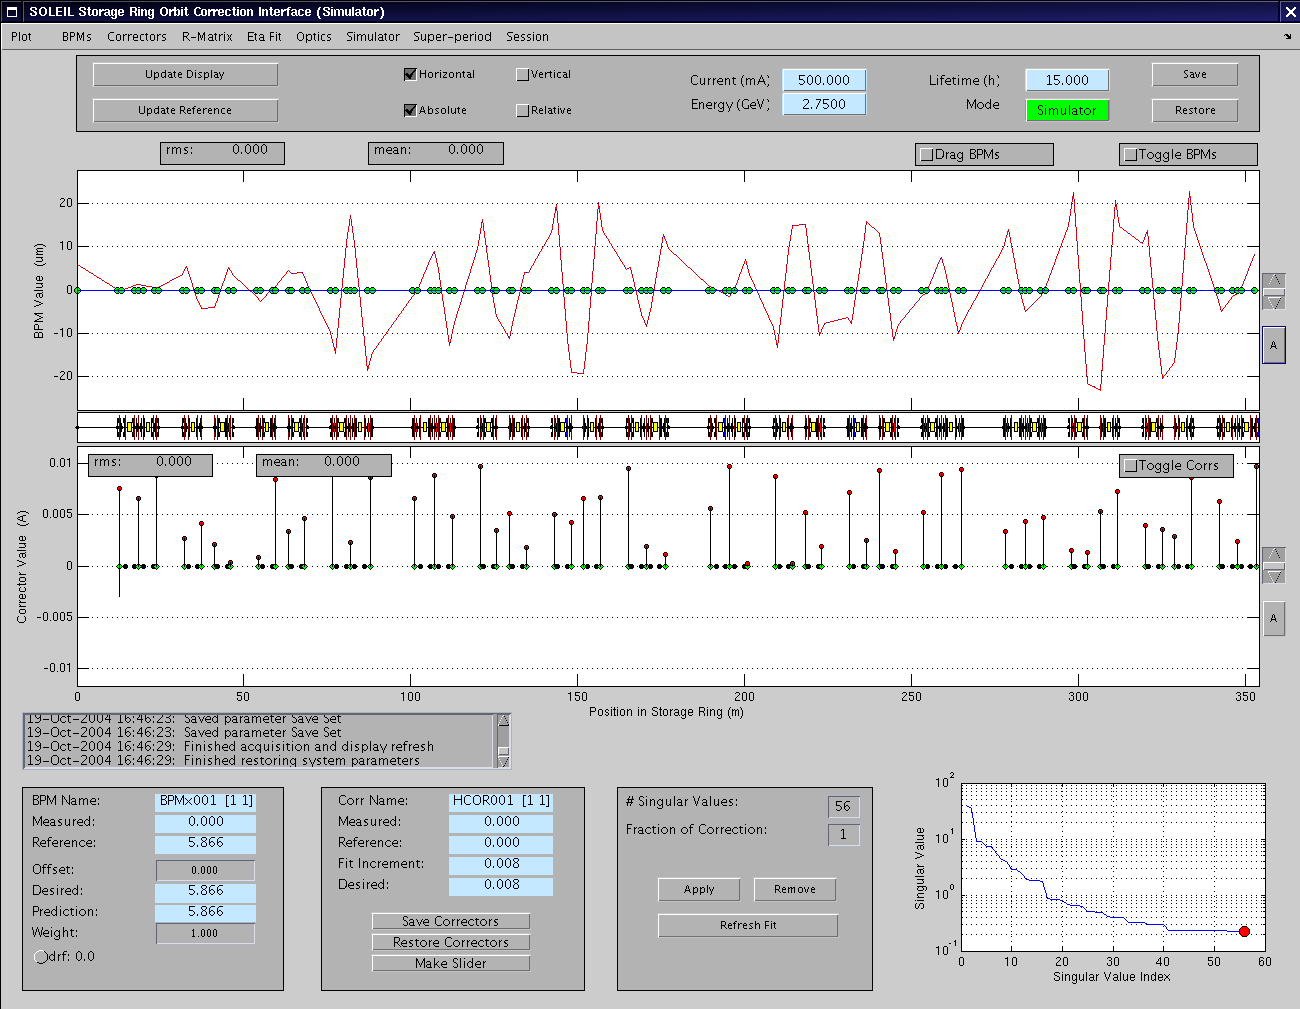 SOLEIL Storage Ring Orbit Correction Interface (Simulator)
Plot BPMs Correctors R-Matrix Eta Fit Optics Simulator Super-period Session
Update Display Horizontal Vertical Current (mA) 500.000 Lifetime (h) 15.000 Save
Update Reference Absolute Relative Energy (GeV) 2.7500 Mode Simulator Restore
rms: 0.000 mean: 0.000 Drag BPMs Toggle BPMs
20
10
0
-10
-20
BPM Value (um)
A
rms: 0.000 mean: 0.000 Toggle Corrs
0.01
0.005
0
-0.005
-0.01
Corrector Value (A)
A
0 50 100 150 200 250 300 350
Position in Storage Ring (m)
19-Oct-2004 16:46:23: Saved parameter Save Set
19-Oct-2004 16:46:23: Saved parameter Save Set
19-Oct-2004 16:46:29: Finished acquisition and display refresh
19-Oct-2004 16:46:29: Finished restoring system parameters
BPM Name: BPMx001 [1 1]
Measured: 0.000
Reference: 5.866
Offset: 0.000
Desired: 5.866
Prediction: 5.866
Weight: 1.000
drf: 0.0
Corr Name: HCOR001 [1 1]
Measured: 0.000
Reference: 0.000
Fit Increment: 0.008
Desired: 0.008
Save Correctors
Restore Correctors
Make Slider
# Singular Values: 56
Fraction of Correction: 1
Apply Remove
Refresh Fit
10^2
10^1
10^0
10^-1
Singular Value
0 10 20 30 40 50 60
Singular Value Index